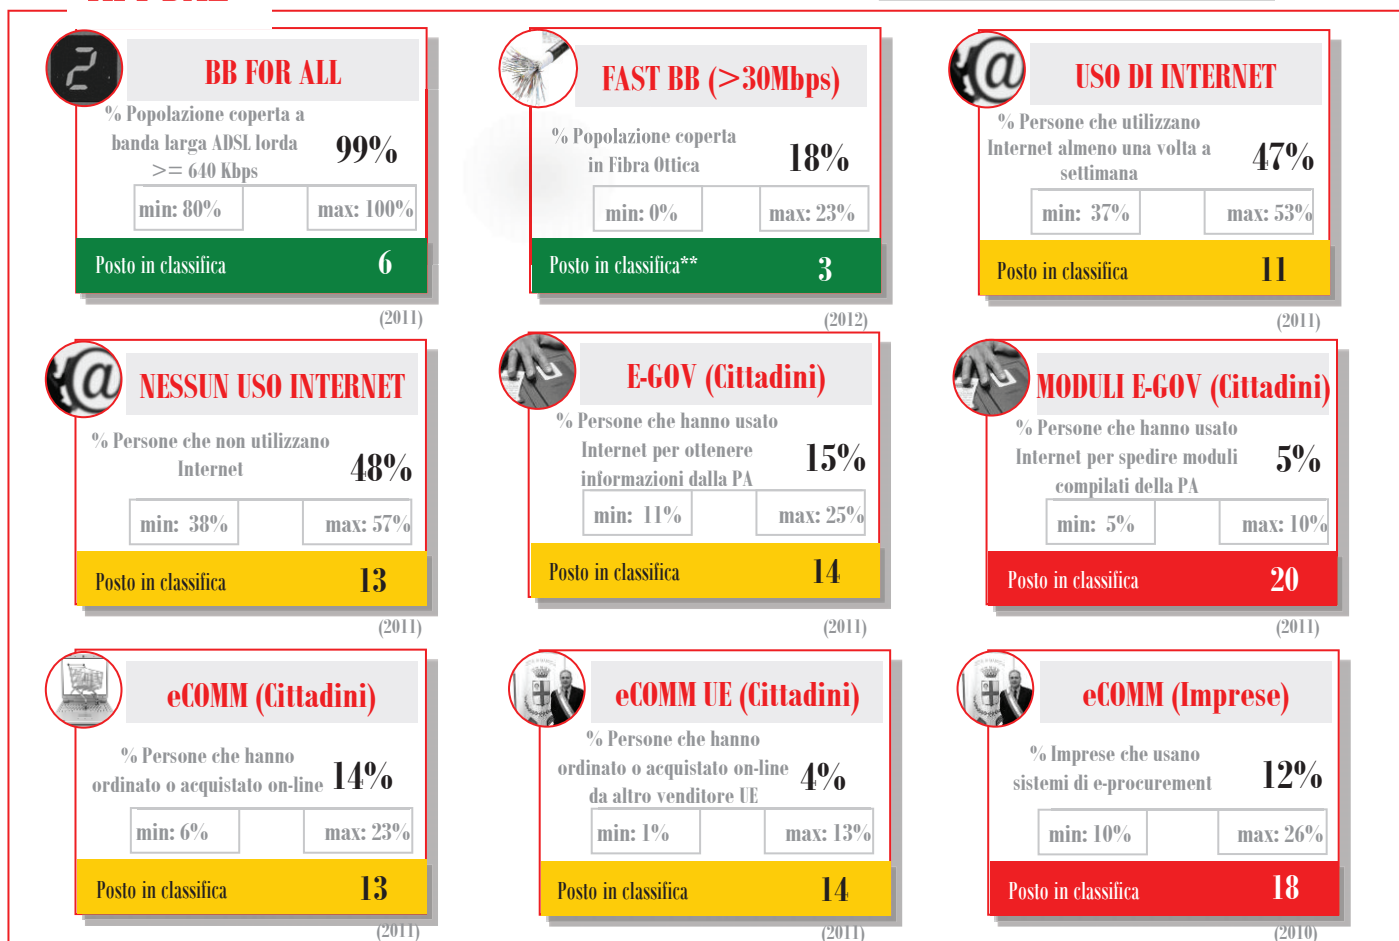 BB FOR ALL
% Popolazione coperta a
banda larga ADSL lorda
>= 640 Kbps
99%
min: 80%
max: 100%
Posto in classifica
6
(2011)
FAST BB (>30Mbps)
% Popolazione coperta
in Fibra Ottica
18%
min: 0%
max: 23%
Posto in classifica**
3
(2012)
USO DI INTERNET
% Persone che utilizzano
Internet almeno una volta a
settimana
47%
min: 37%
max: 53%
Posto in classifica
11
(2011)
NESSUN USO INTERNET
% Persone che non utilizzano
Internet
48%
min: 38%
max: 57%
Posto in classifica
13
(2011)
E-GOV (Cittadini)
% Persone che hanno usato
Internet per ottenere
informazioni dalla PA
15%
min: 11%
max: 25%
Posto in classifica
14
(2011)
MODULI E-GOV (Cittadini)
% Persone che hanno usato
Internet per spedire moduli
compilati della PA
5%
min: 5%
max: 10%
Posto in classifica
20
(2011)
eCOMM (Cittadini)
% Persone che hanno
ordinato o acquistato on-line
14%
min: 6%
max: 23%
Posto in classifica
13
(2011)
eCOMM UE (Cittadini)
% Persone che hanno
ordinato o acquistato on-line
da altro venditore UE
4%
min: 1%
max: 13%
Posto in classifica
14
(2011)
eCOMM (Imprese)
% Imprese che usano
sistemi di e-procurement
12%
min: 10%
max: 26%
Posto in classifica
18
(2010)